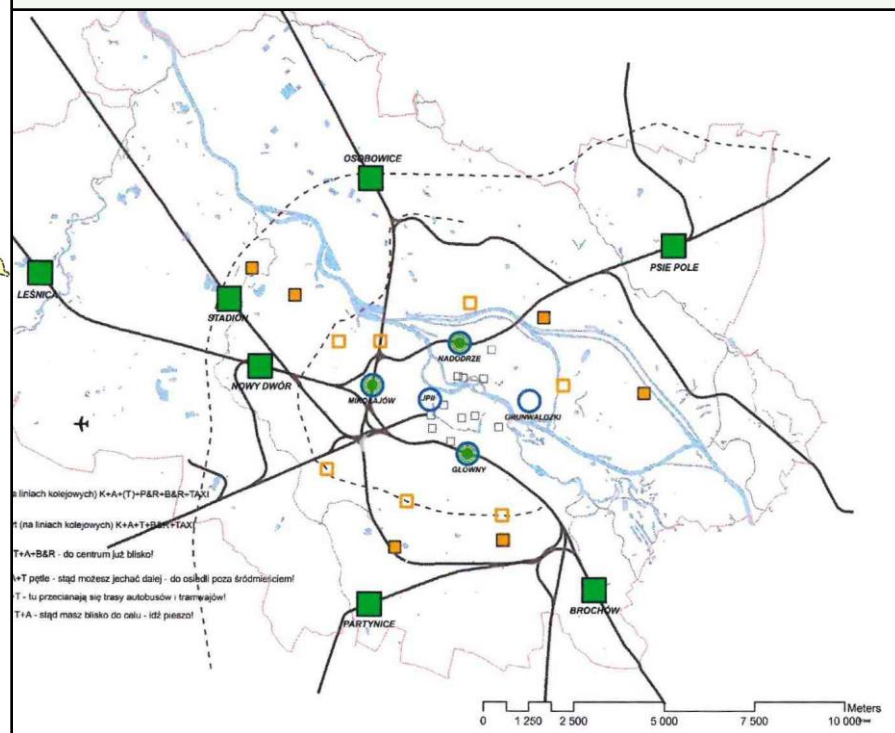 OSOBOWICE
PSIE POLE
LEŚNICA
STADION
NADODRZE
NOWY DWÓR
MIKOŁAJÓW
JPII
GRUNWALDZKI
GŁÓWNY
a liniach kolejowych) K+A+(T)+P&R+B&R+TAXI
rt (na liniach kolejowych) K+A+T+B&R+TAXI
T+A+B&R - do centrum już blisko!
A+T pętle - stąd możesz jechać dalej - do osiedli poza śródmieściem!
T - tu przecianają się trasy autobusów i tramwajów!
T+A - stąd masz blisko do celu - idź pieszo!
BROCHÓW
PARTYNICE
Meters
0 1 250 2 500 5 000 7 500 10 000